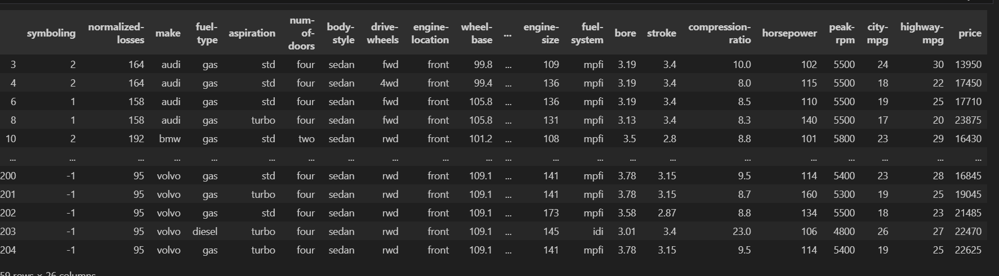 symboling normalized-losses make fuel-type aspiration num-of-doors body-style drive-wheels engine-location wheel-base ... engine-size fuel-system bore stroke compression-ratio horsepower peak-rpm city-mpg highway-mpg price
3 2 164 audi gas std four sedan fwd front 99.8 ... 109 mpfi 3.19 3.4 10.0 102 5500 24 30 13950
4 2 164 audi gas std four sedan 4wd front 99.4 ... 136 mpfi 3.19 3.4 8.0 115 5500 18 22 17450
6 1 158 audi gas std four sedan fwd front 105.8 ... 136 mpfi 3.19 3.4 8.5 110 5500 19 25 17710
8 1 158 audi gas turbo four sedan fwd front 105.8 ... 131 mpfi 3.13 3.4 8.3 140 5500 17 20 23875
10 2 192 bmw gas std two sedan rwd front 101.2 ... 108 mpfi 3.5 2.8 8.8 101 5800 23 29 16430
... ... ... ... ... ... ... ... ... ... ... ... ... ... ... ... ... ... ... ... ... ...
200 -1 95 volvo gas std four sedan rwd front 109.1 ... 141 mpfi 3.78 3.15 9.5 114 5400 23 28 16845
201 -1 95 volvo gas turbo four sedan rwd front 109.1 ... 141 mpfi 3.78 3.15 8.7 160 5300 19 25 19045
202 -1 95 volvo gas std four sedan rwd front 109.1 ... 173 mpfi 3.58 2.87 8.8 134 5500 18 23 21485
203 -1 95 volvo diesel turbo four sedan rwd front 109.1 ... 145 idi 3.01 3.4 23.0 106 4800 26 27 22470
204 -1 95 volvo gas turbo four sedan rwd front 109.1 ... 141 mpfi 3.78 3.15 9.5 114 5400 19 25 22625
59 rows × 26 columns